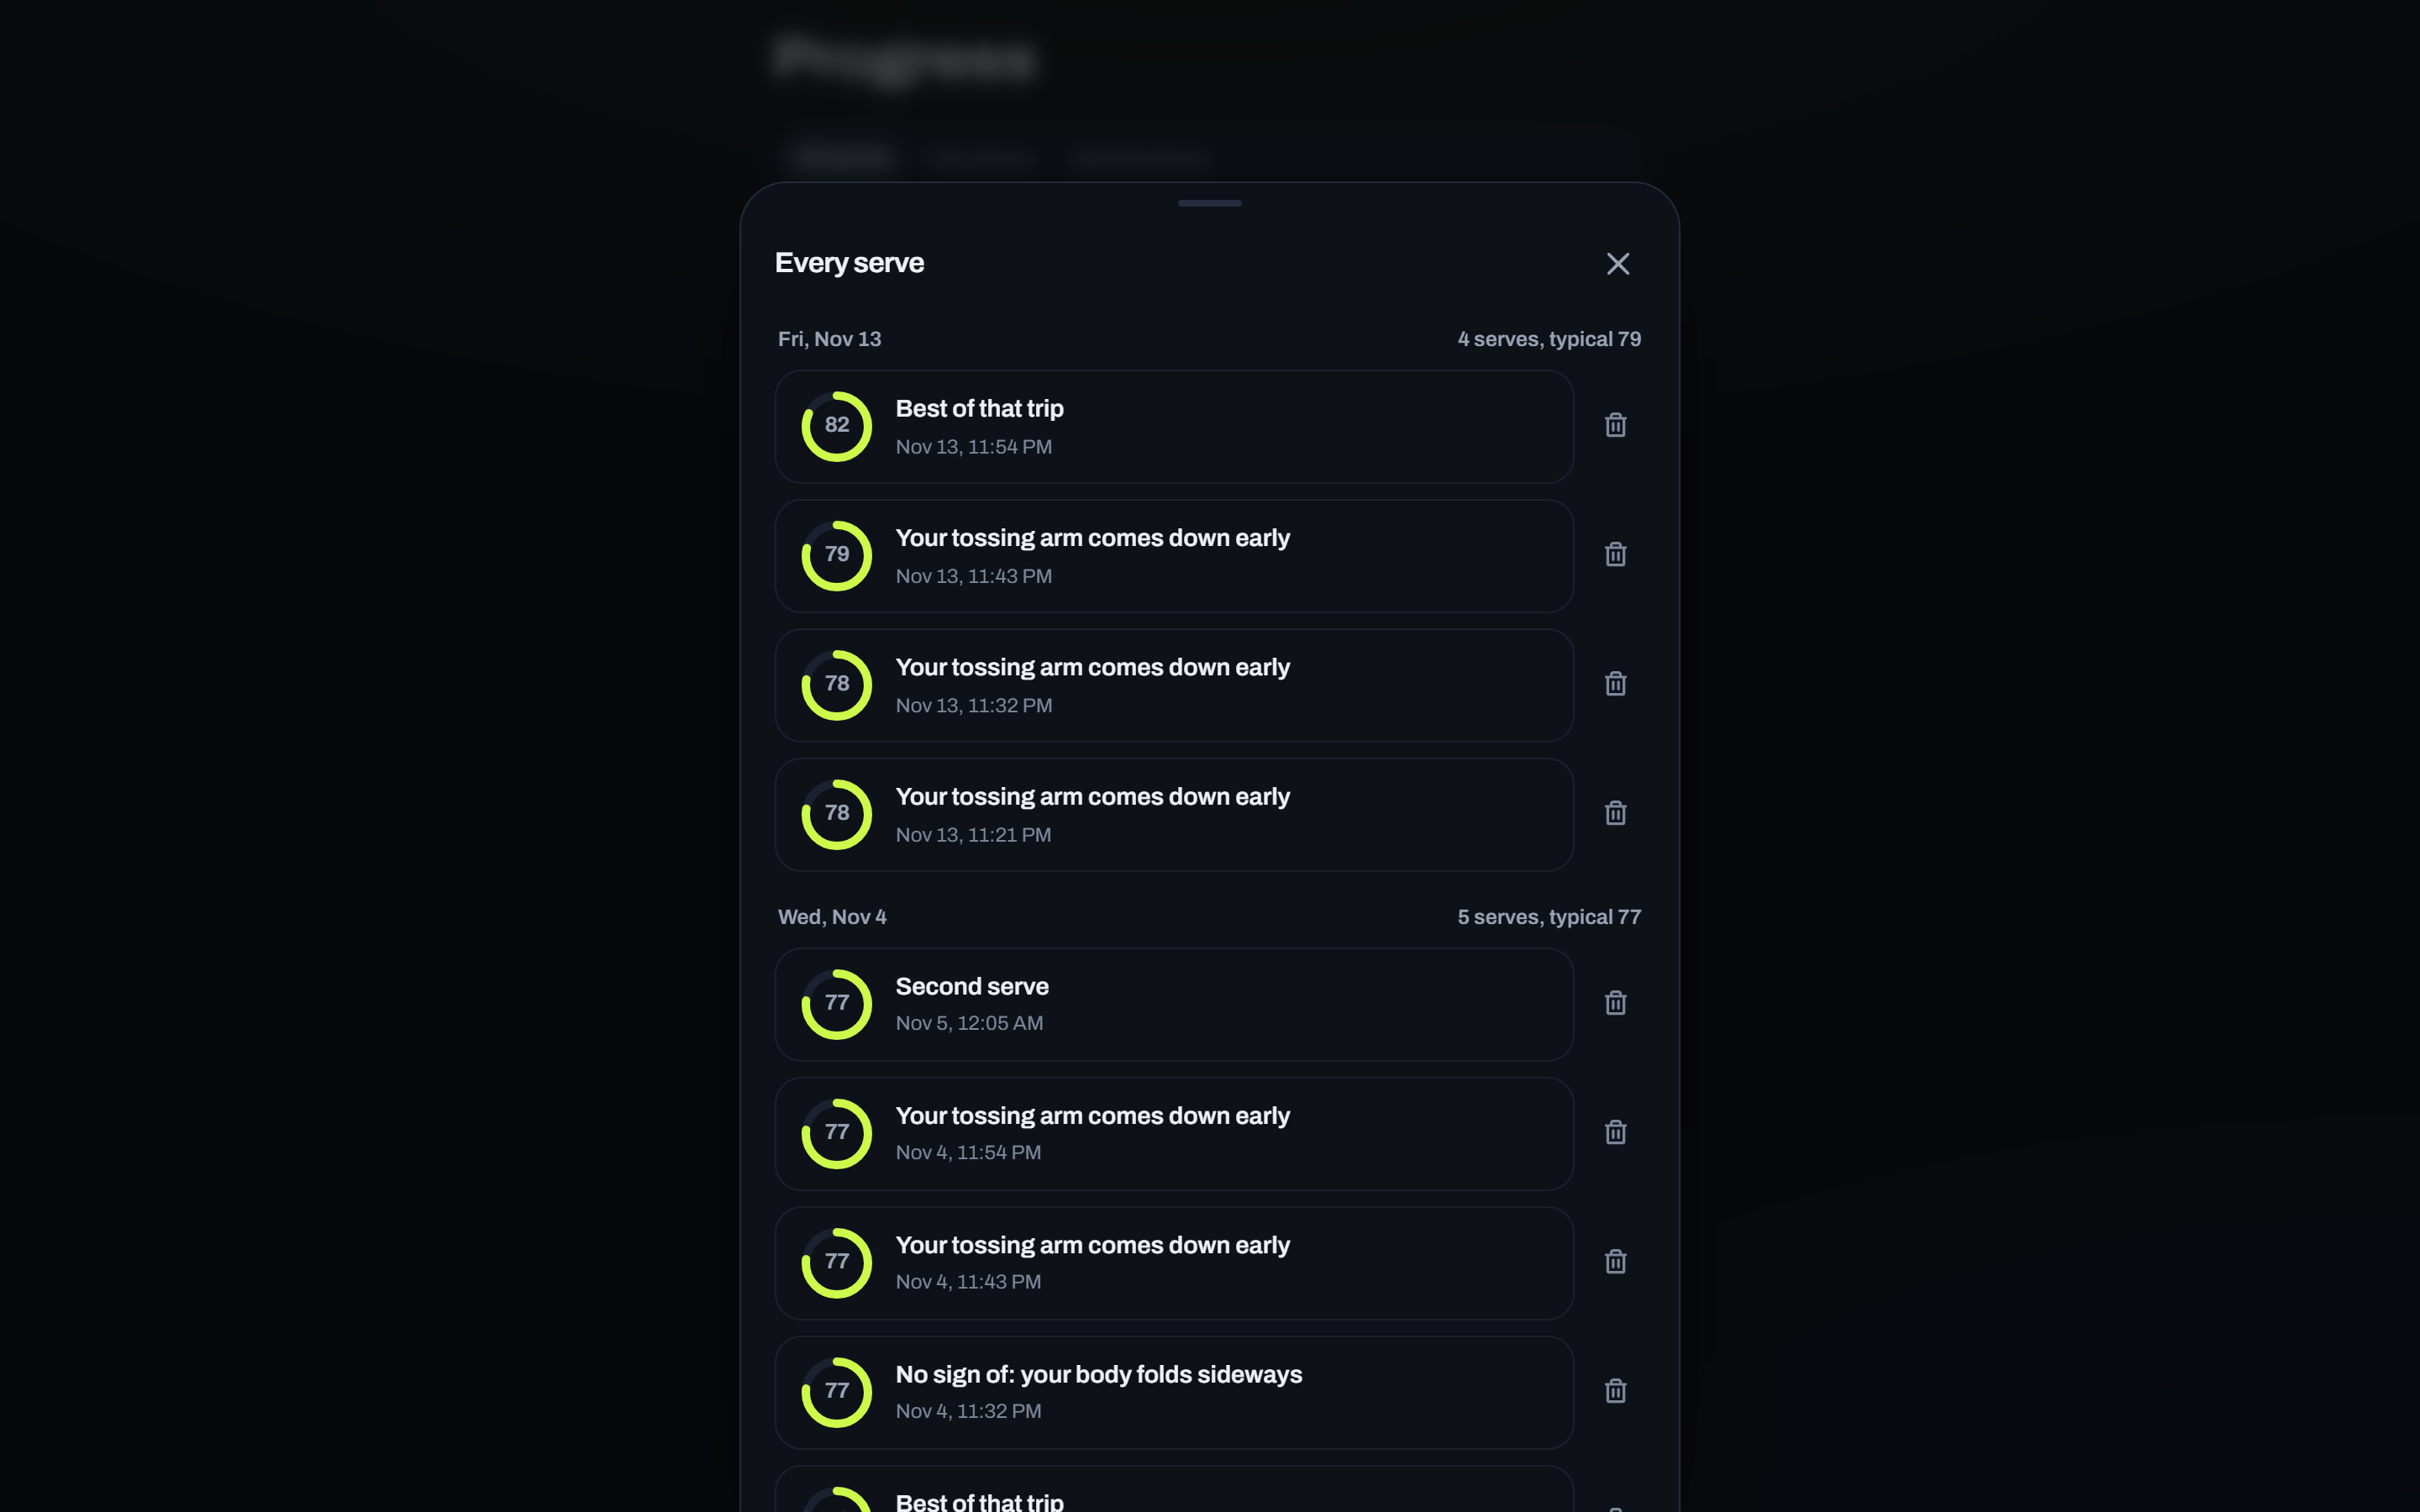 Progress
Every serve
Fri, Nov 13
4 serves, typical 79
82
Best of that trip
Nov 13, 11:54 PM
79
Your tossing arm comes down early
Nov 13, 11:43 PM
78
Your tossing arm comes down early
Nov 13, 11:32 PM
78
Your tossing arm comes down early
Nov 13, 11:21 PM
Wed, Nov 4
5 serves, typical 77
77
Second serve
Nov 5, 12:05 AM
77
Your tossing arm comes down early
Nov 4, 11:54 PM
77
Your tossing arm comes down early
Nov 4, 11:43 PM
77
No sign of: your body folds sideways
Nov 4, 11:32 PM
Best of that trip